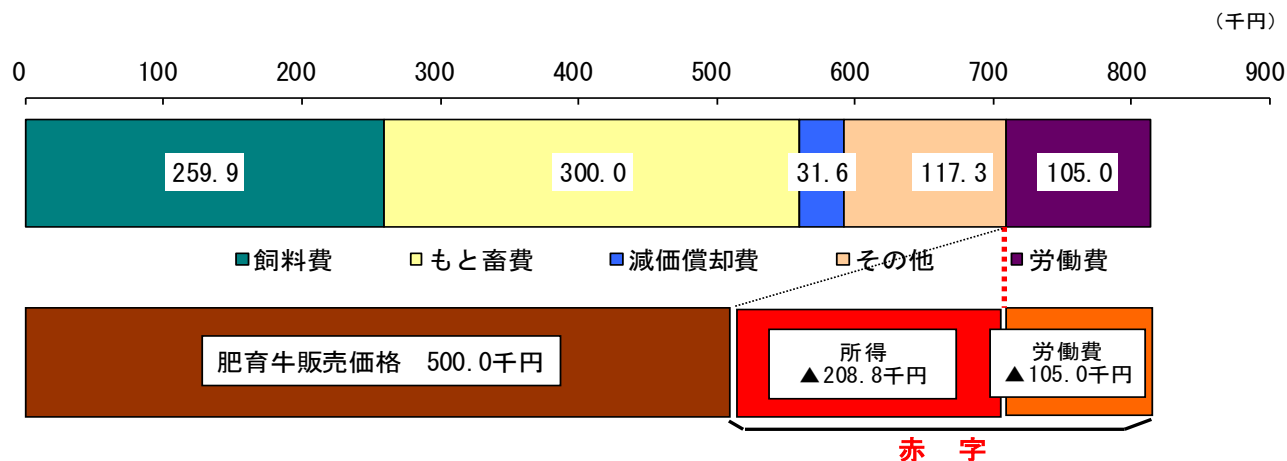 （千円）
0 100 200 300 400 500 600 700 800 900
259.9 300.0 31.6 117.3 105.0
■飼料費 ■もと畜費 ■減価償却費 ■その他 ■労働費
肥育牛販売価格 500.0千円
所得
▲208.8千円
労働費
▲105.0千円
赤 字